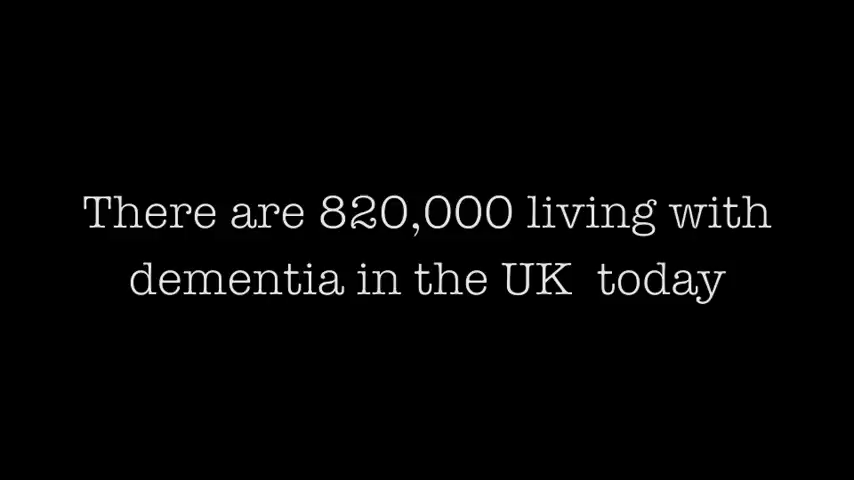 There are 820,000 living with
dementia in the UK  today